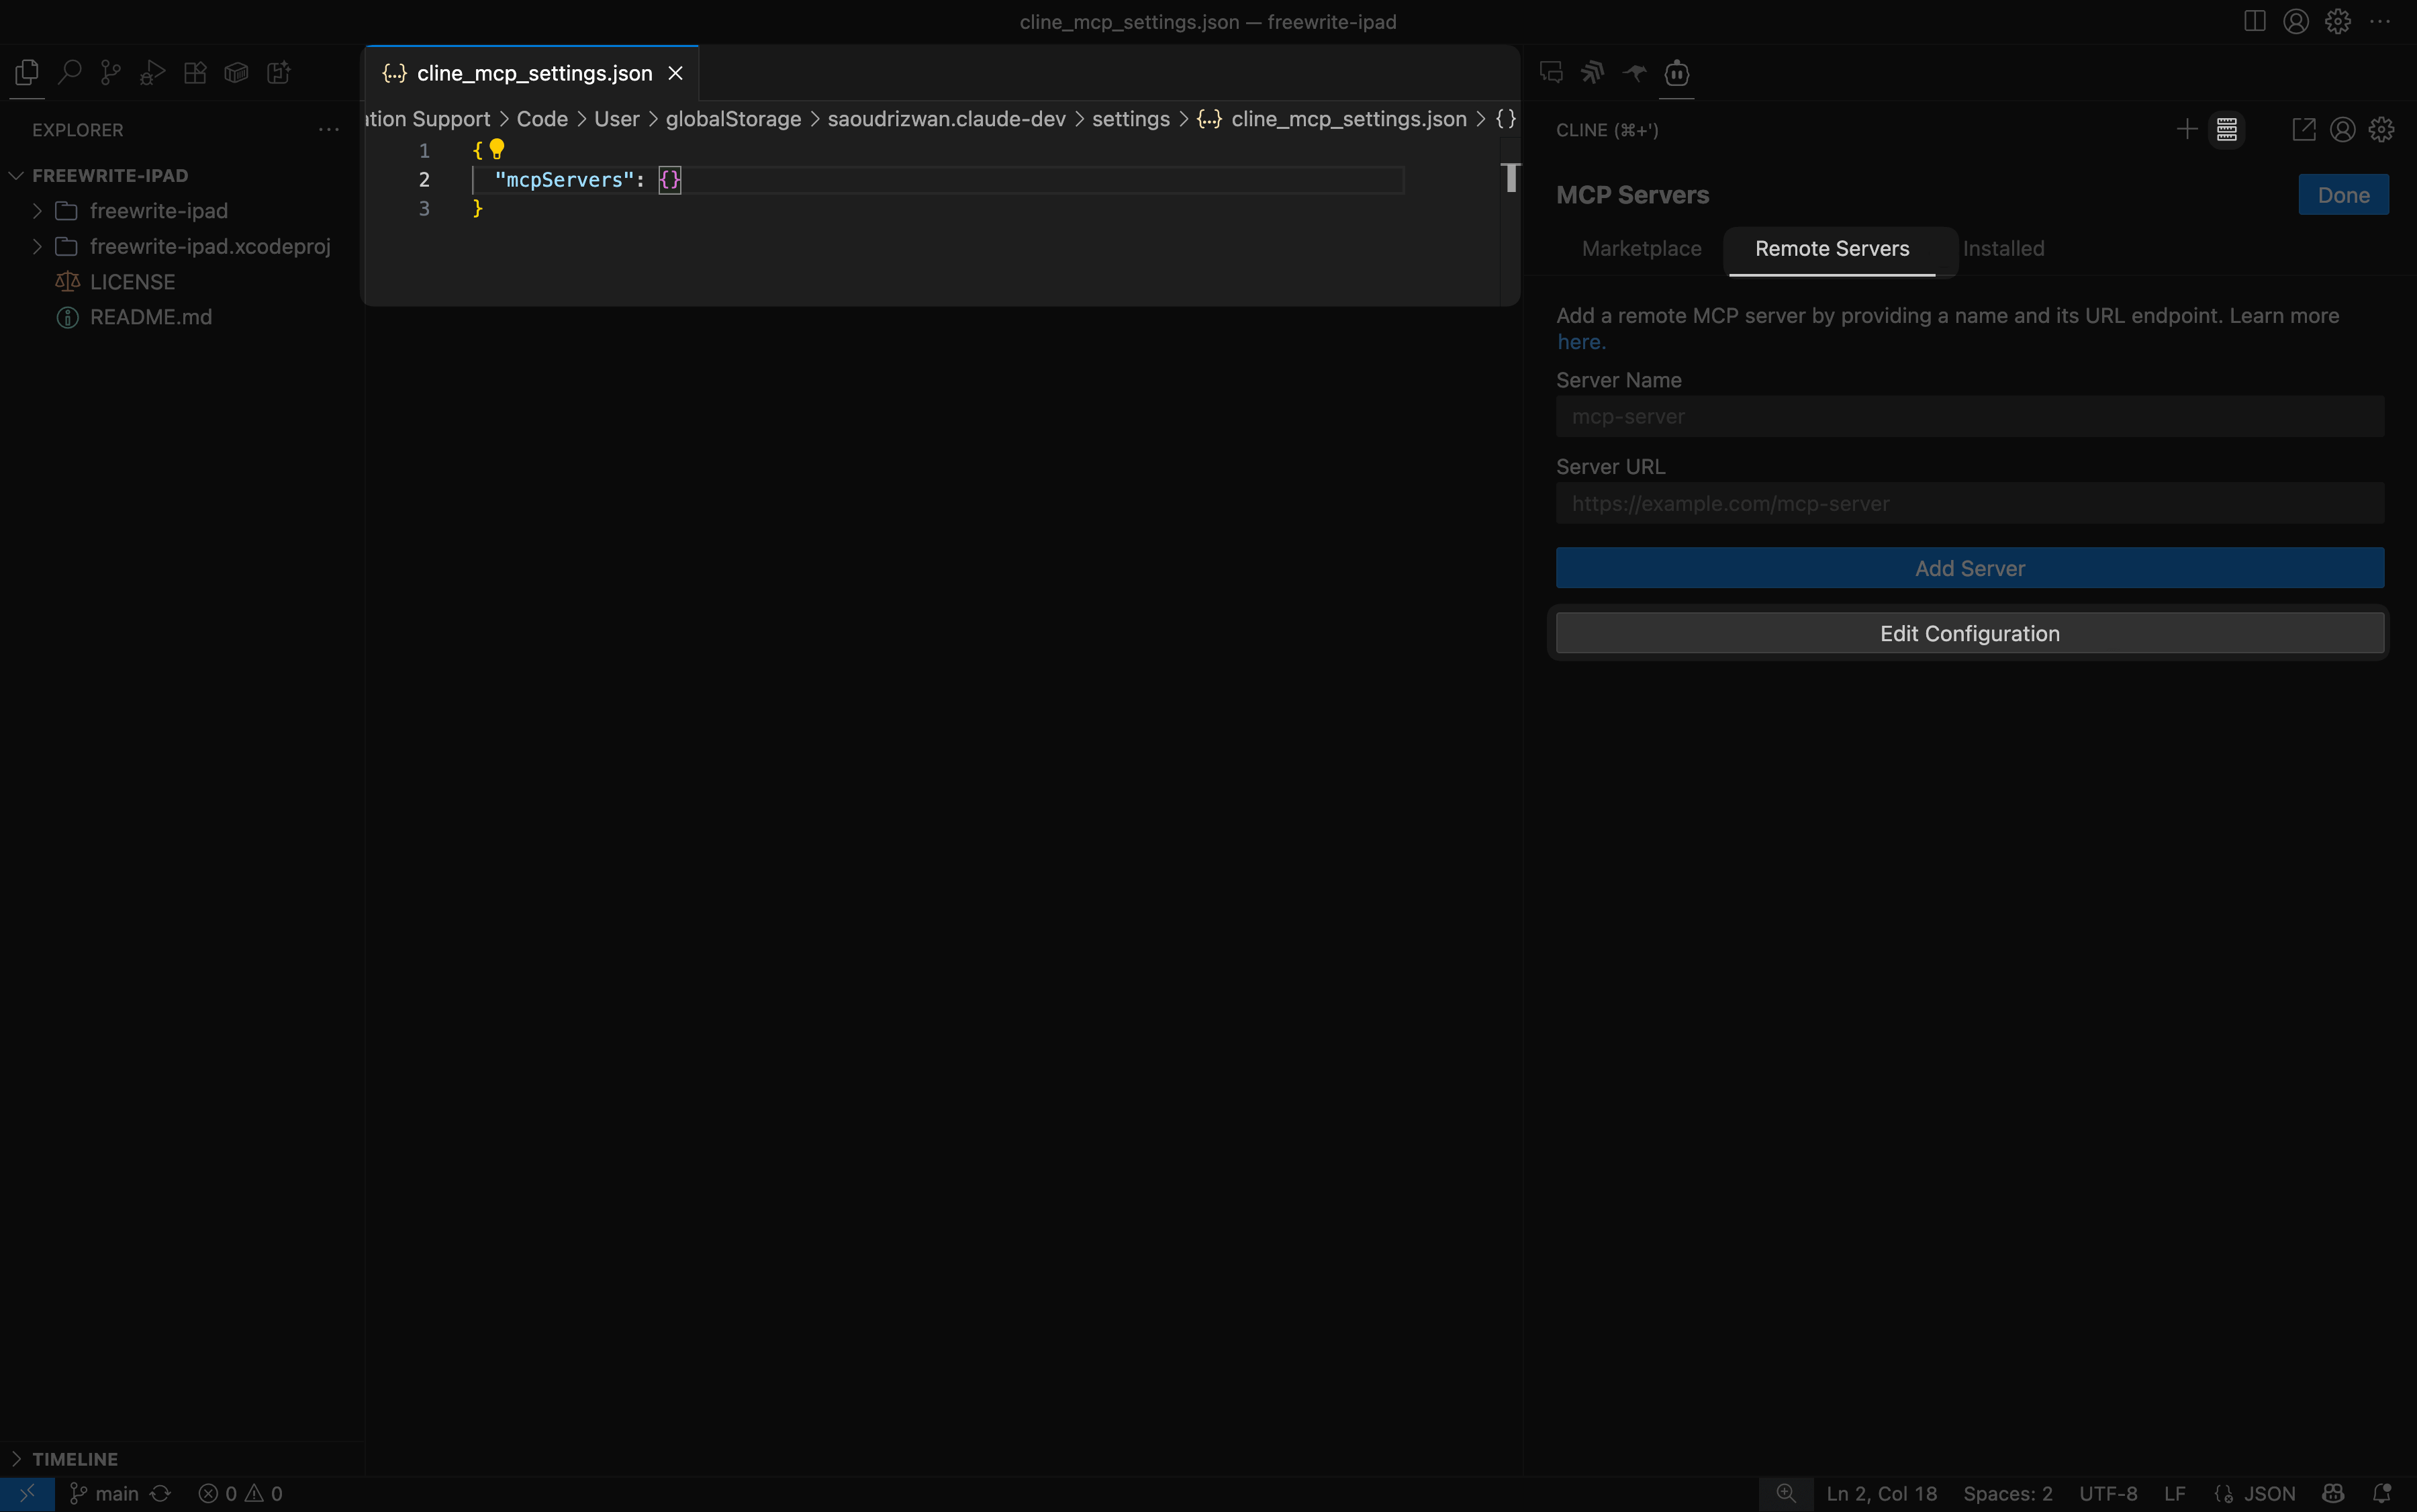 cline_mcp_settings.json — freewrite-ipad
EXPLORER
FREEWRITE-IPAD
freewrite-ipad
freewrite-ipad.xcodeproj
LICENSE
README.md
TIMELINE
cline_mcp_settings.json
ation Support > Code > User > globalStorage > saoudrizwan.claude-dev > settings > {...} cline_mcp_settings.json > {}
1 {
2 "mcpServers": {}
3 }
CLINE (⌘+')
MCP Servers
Done
Marketplace Remote Servers Installed
Add a remote MCP server by providing a name and its URL endpoint. Learn more
here.
Server Name
mcp-server
Server URL
https://example.com/mcp-server
Add Server
Edit Configuration
main 0 0
Ln 2, Col 18 Spaces: 2 UTF-8 LF JSON